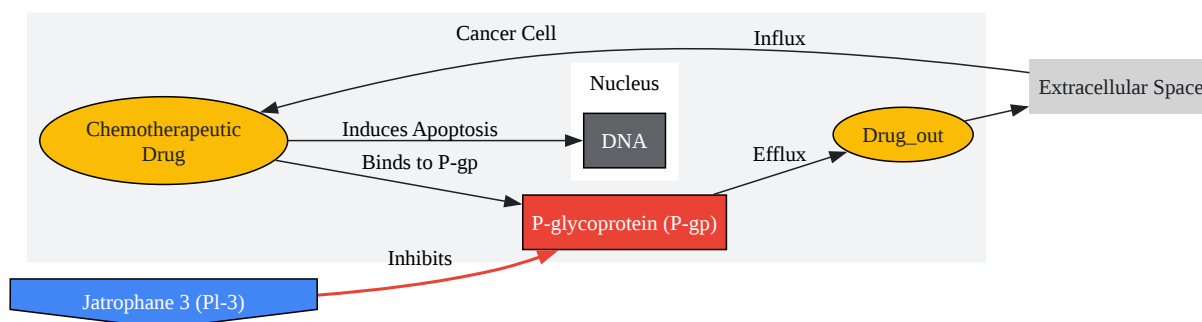 Cancer Cell
Influx
Extracellular Space
Nucleus
Chemotherapeutic
Drug
Induces Apoptosis
DNA
Drug_out
Binds to P-gp
Efflux
P-glycoprotein (P-gp)
Inhibits
Jatrophane 3 (Pl-3)